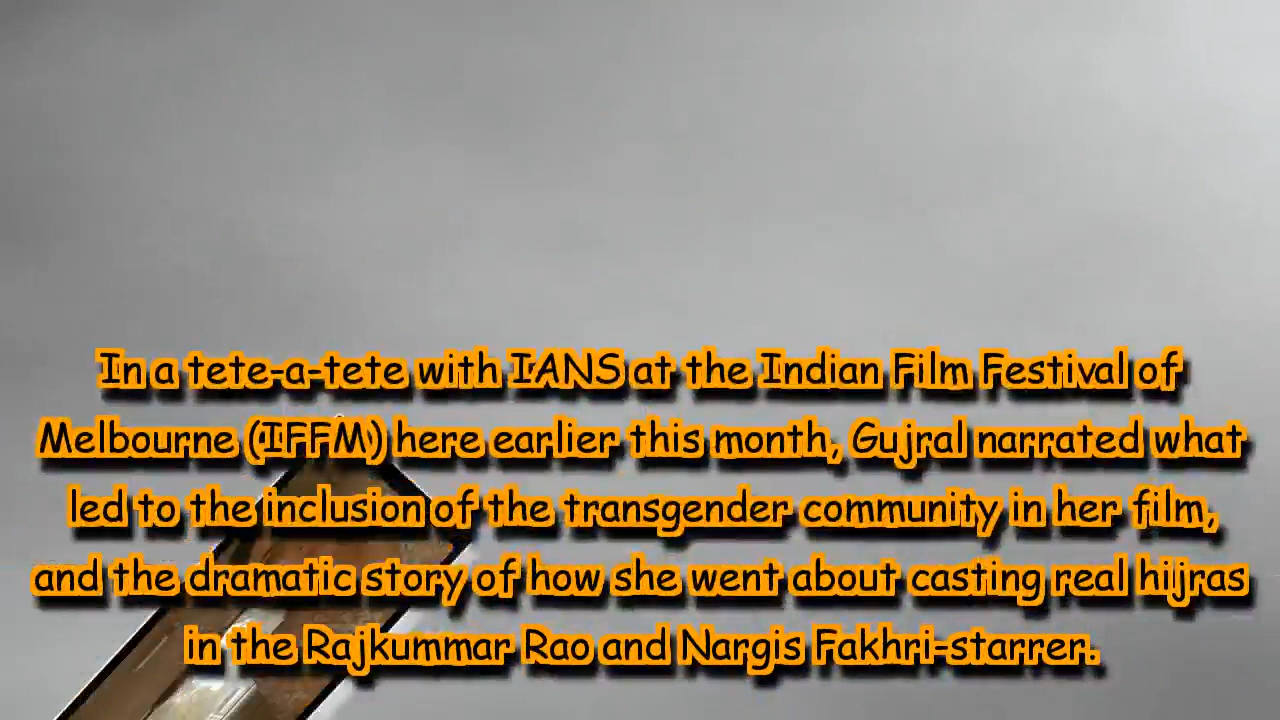 In a tete-a-tete with IANS at the Indian Film Festival of
Melbourne (IFFM) here earlier this month, Gujral narrated what
led to the inclusion of the transgender community in her film,
and the dramatic story of how she went about casting real hijras
in the Rajkummar Rao and Nargis Fakhri-starrer.